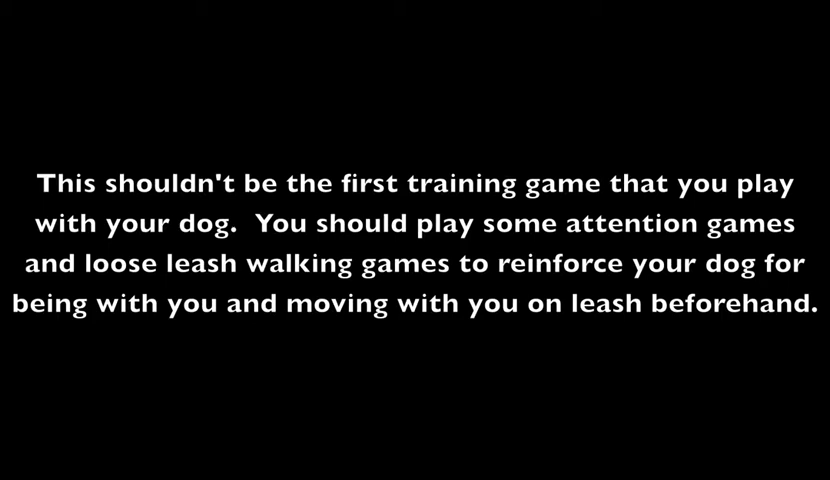 This shouldn't be the first training game that you play
with your dog.  You should play some attention games
and loose leash walking games to reinforce your dog for
being with you and moving with you on leash beforehand.